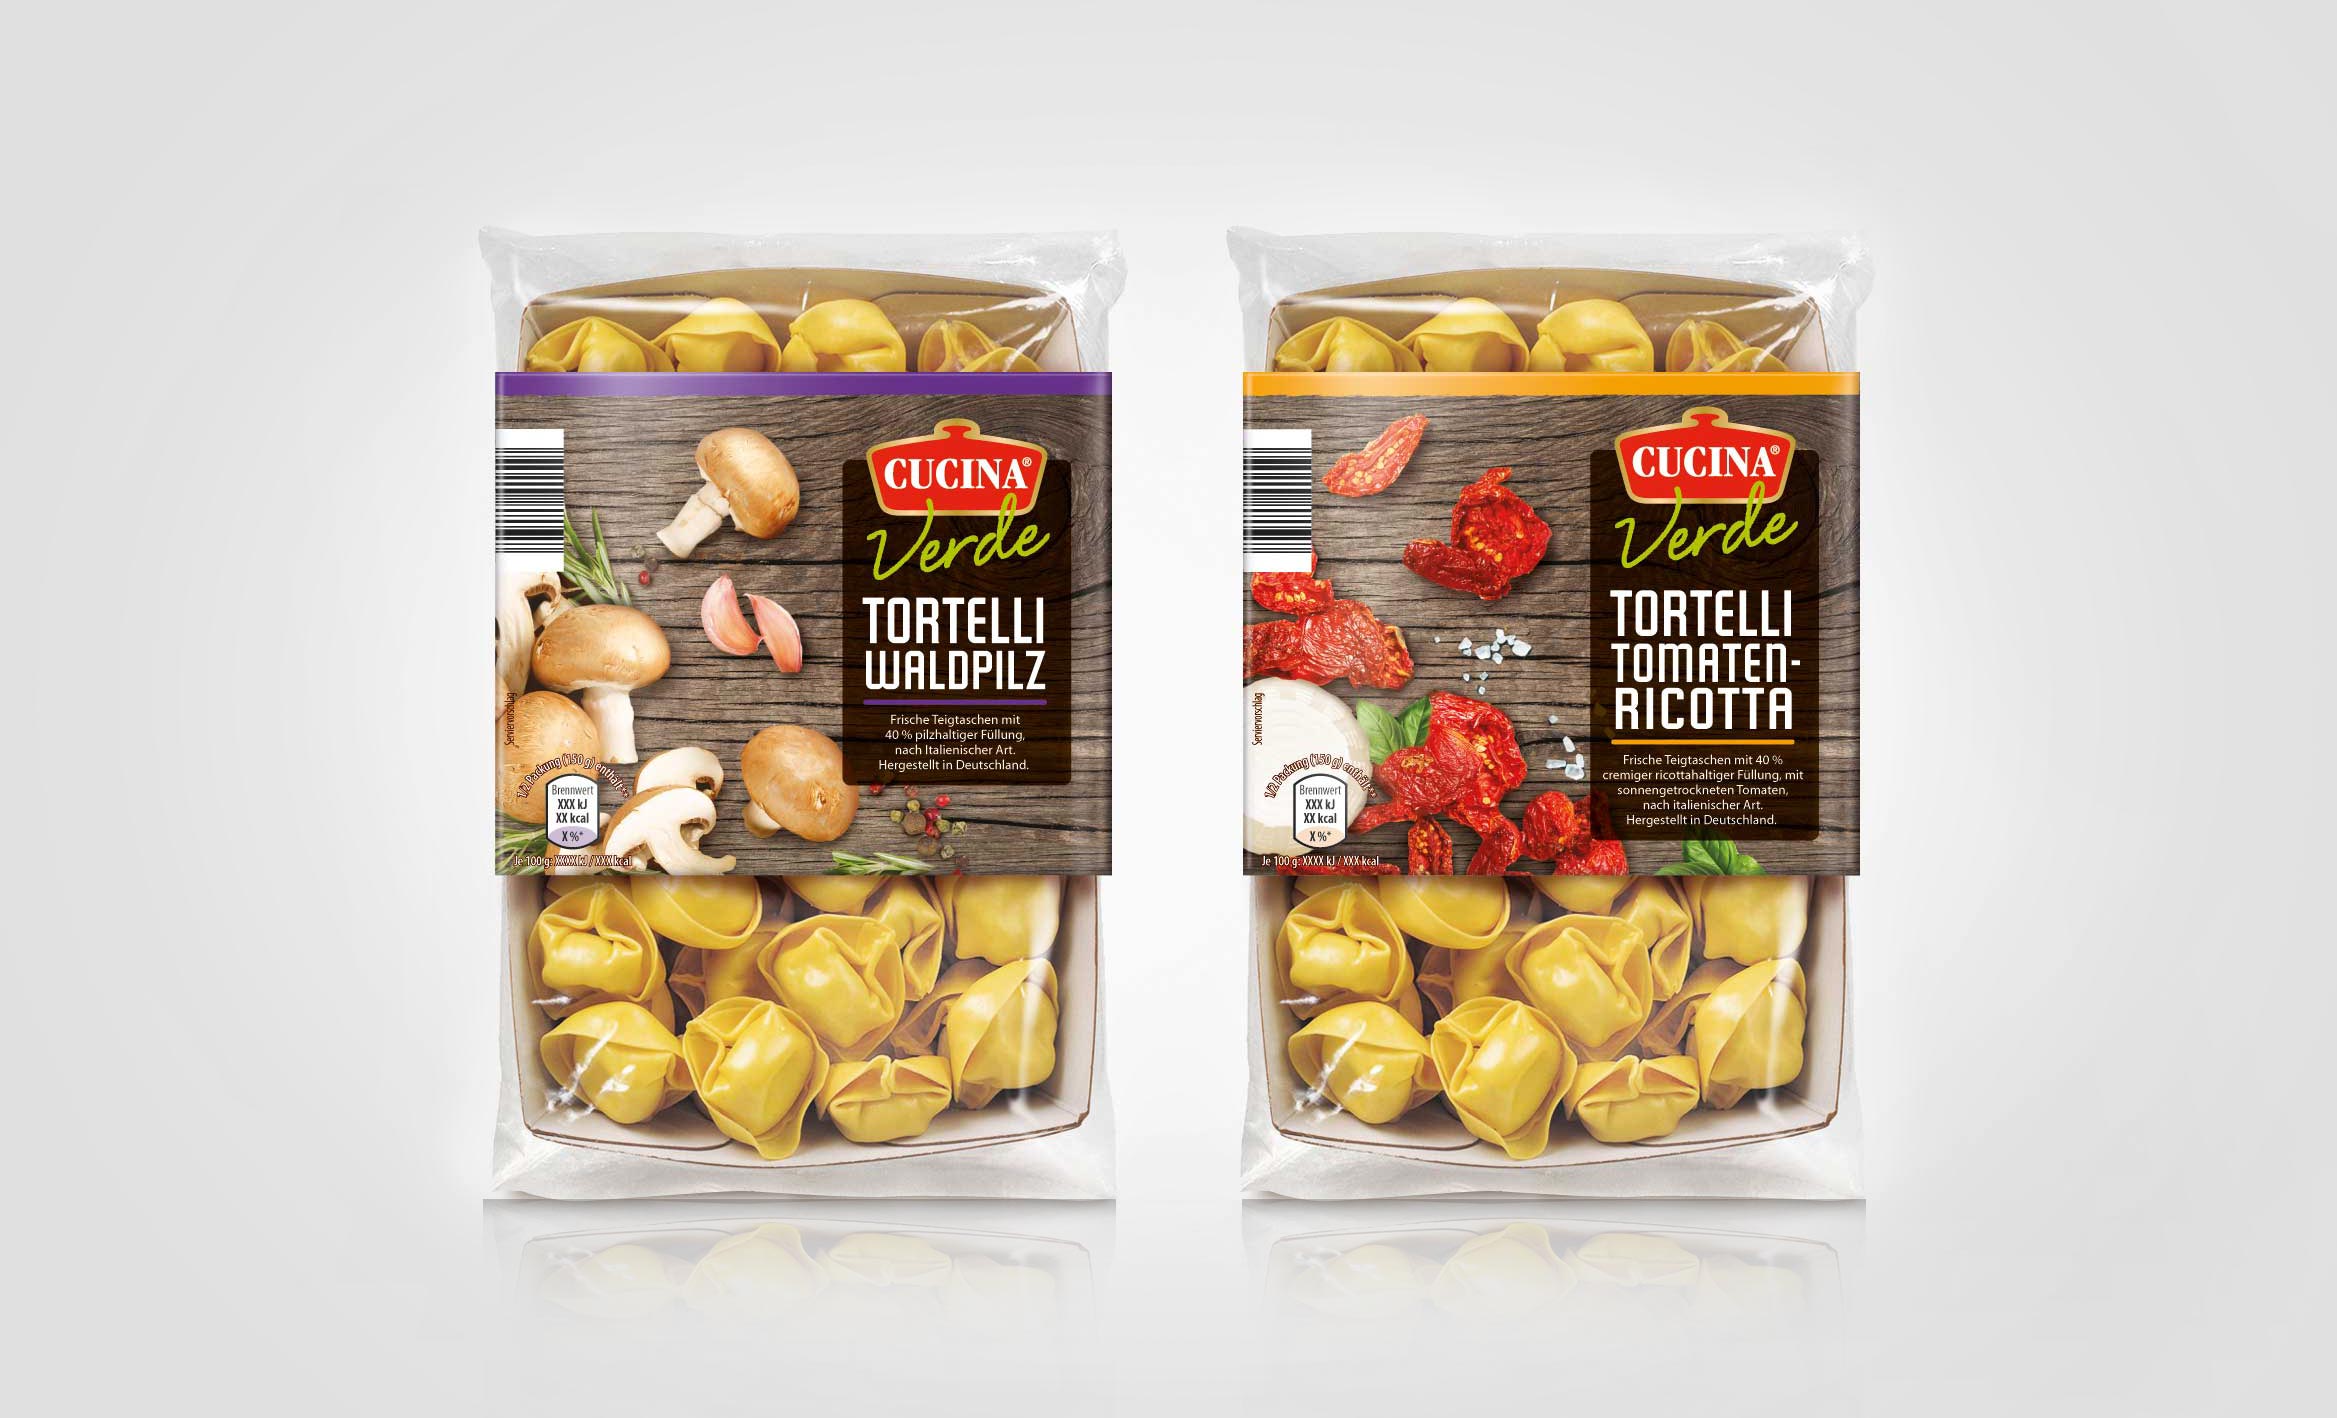 CUCINA®
Verde
TORTELLI
WALDPILZ
Frische Teigtaschen mit
40 % pilzhaltiger Füllung,
nach Italienischer Art.
Hergestellt in Deutschland.
Serviervorschlag
1/2 Packung (150 g) enthält**
Brennwert
XXX kJ
XX kcal
X %*
Je 100 g: XXXX kJ / XXX kcal
CUCINA®
Verde
TORTELLI
TOMATEN-
RICOTTA
Frische Teigtaschen mit 40 %
cremiger ricottahaltiger Füllung, mit
sonnengetrockneten Tomaten,
nach italienischer Art.
Hergestellt in Deutschland.
Serviervorschlag
1/2 Packung (150 g) enthält**
Brennwert
XXX kJ
XX kcal
X %*
Je 100 g: XXXX kJ / XXX kcal